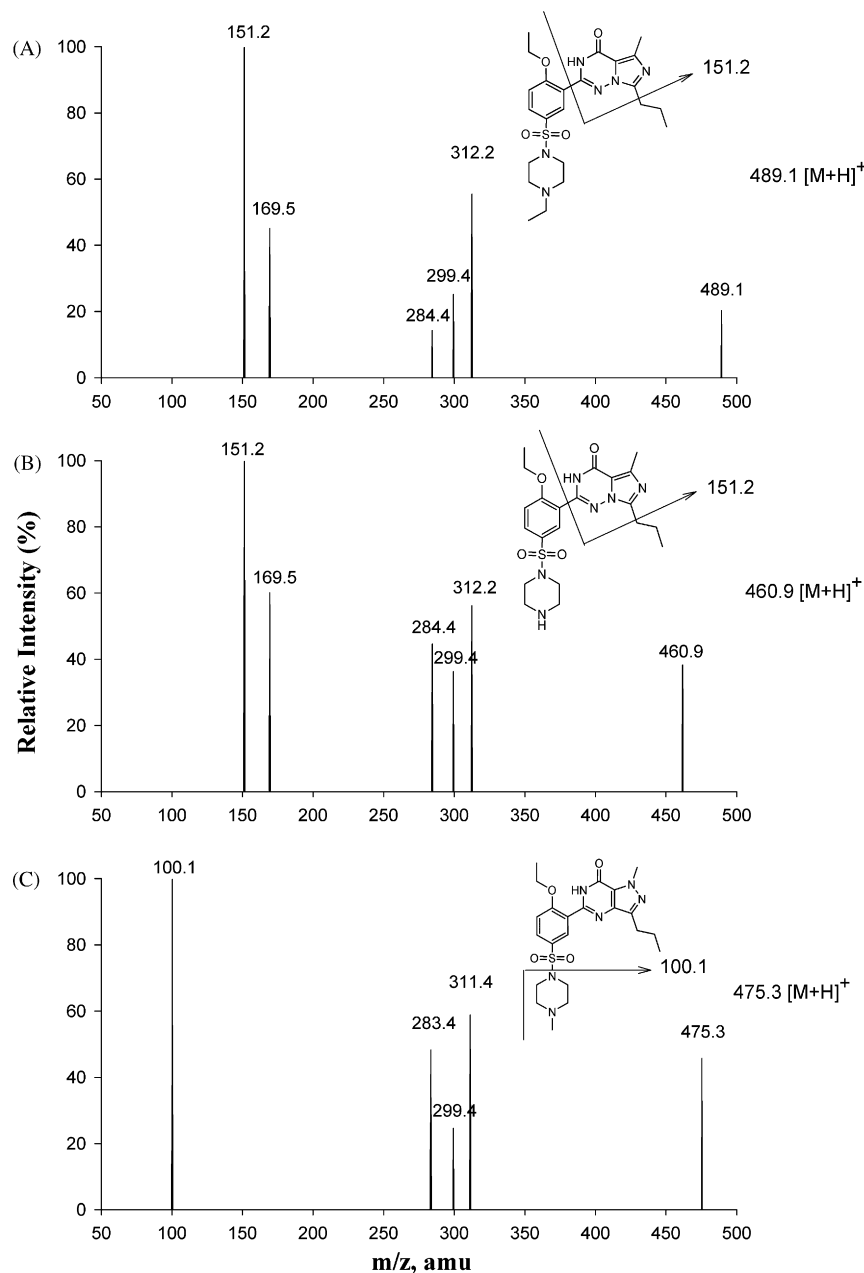 (A)
151.2
169.5
284.4
299.4
312.2
489.1
151.2
489.1 [M+H]+
O
HN
O
N
N
N
O=S=O
N
N
100
80
60
40
20
0
50 100 150 200 250 300 350 400 450 500
(B)
151.2
169.5
284.4
299.4
312.2
460.9
151.2
460.9 [M+H]+
O
HN
O
N
N
N
O=S=O
N
N
H
100
80
60
40
20
0
50 100 150 200 250 300 350 400 450 500
Relative Intensity (%)
(C)
100.1
283.4
299.4
311.4
475.3
100.1
475.3 [M+H]+
O
HN
O
N
N
N
O=S=O
N
N
100
80
60
40
20
0
50 100 150 200 250 300 350 400 450 500
m/z, amu